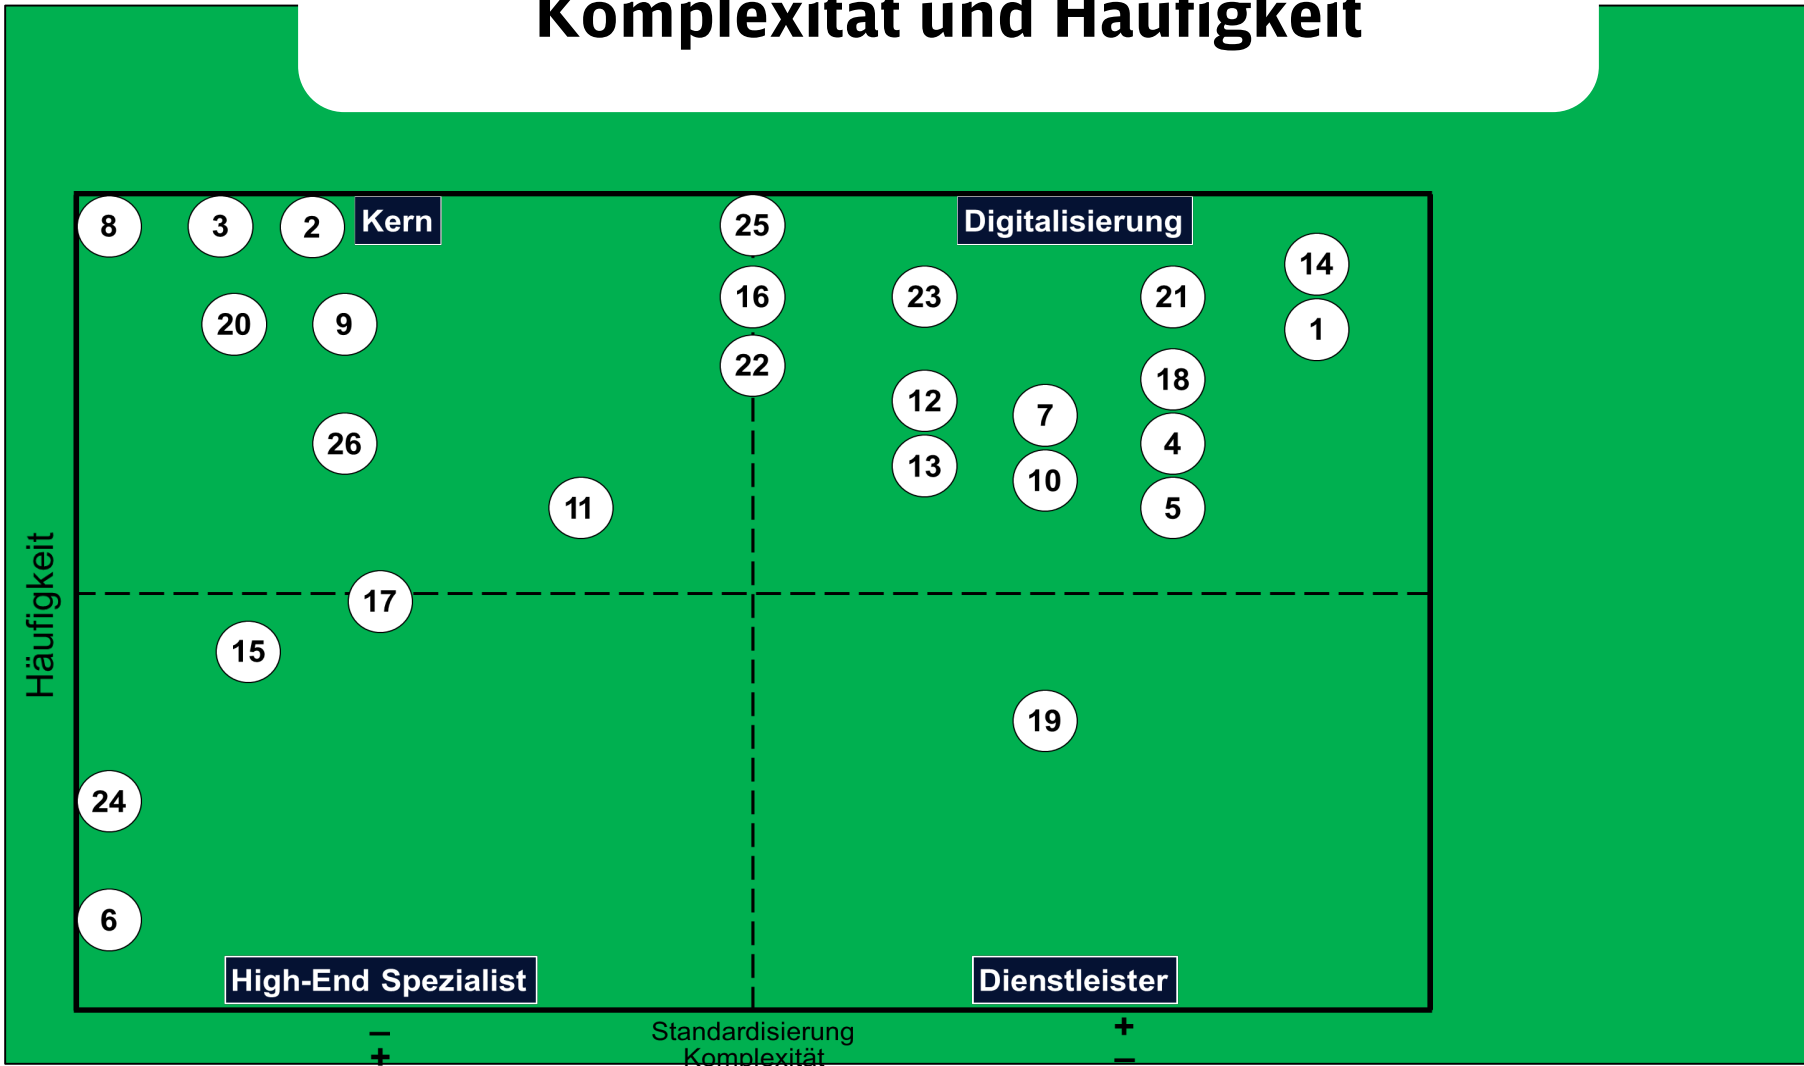 Komplexität und Häufigkeit
8 3 2 Kern 25 Digitalisierung
14
16 23 21
20 9 1
22
18
12 7
26 4
13 10
11 5
Häufigkeit
17
15
19
24
6
High-End Spezialist Dienstleister
– Standardisierung +
+ Komplexität –